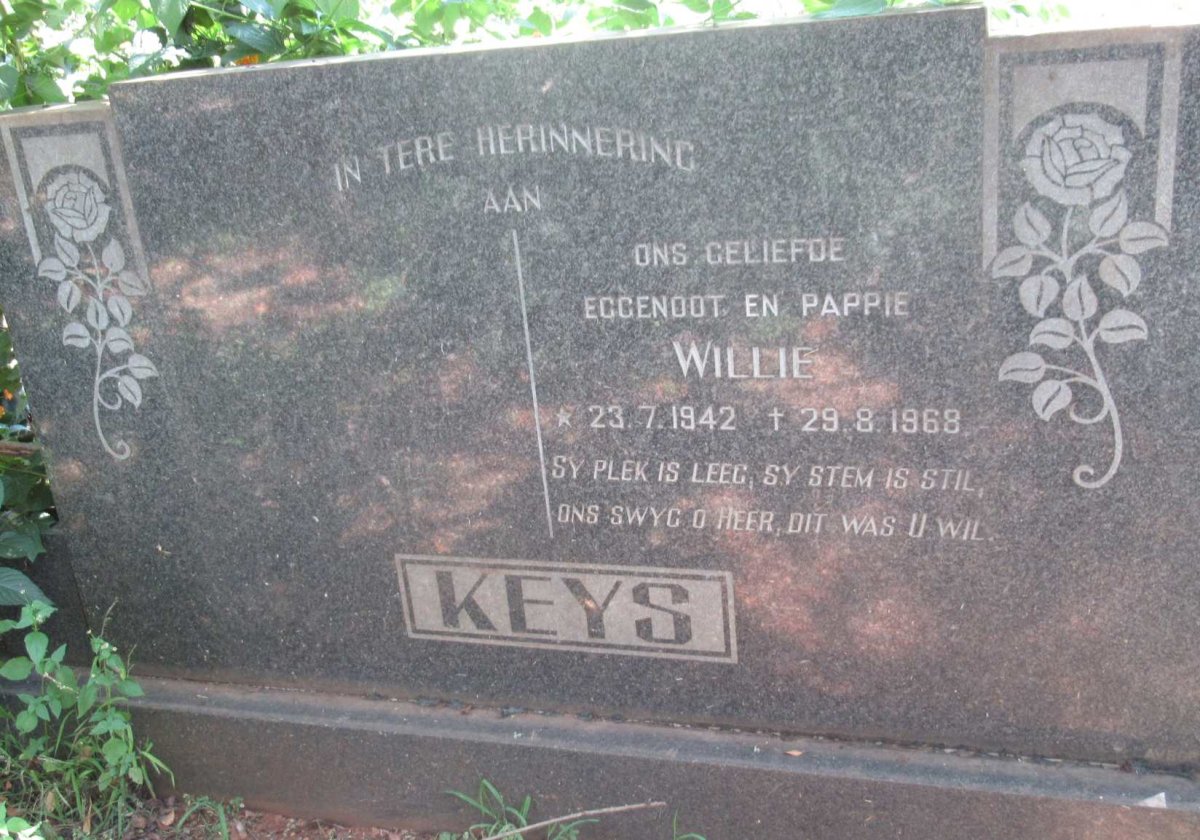 IN TERE HERINNERING
AAN
ONS GELIEFDE
EGGENOOT EN PAPPIE
WILLIE
* 23.7.1942 † 29.8.1968
SY PLEK IS LEEG, SY STEM IS STIL,
ONS SWYG O HEER, DIT WAS U WIL.
KEYS